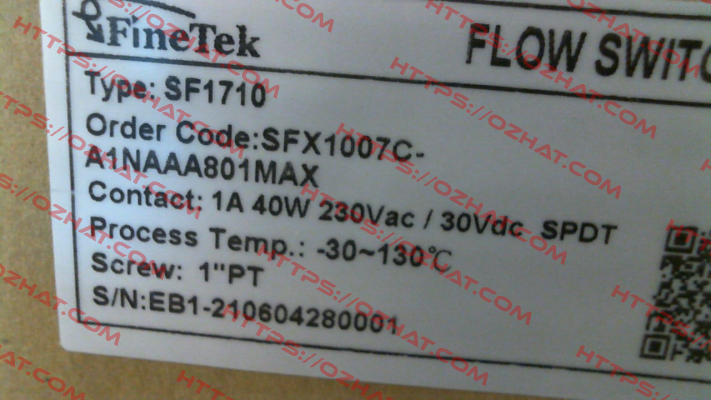 FineTek
FLOW SWITC
Type: SF1710
Order Code:SFX1007C-
A1NAAA801MAX
Contact: 1A 40W 230Vac / 30Vdc SPDT
Process Temp.: -30~130℃
Screw: 1"PT
S/N:EB1-210604280001
HTTPS://OZHAT.COM